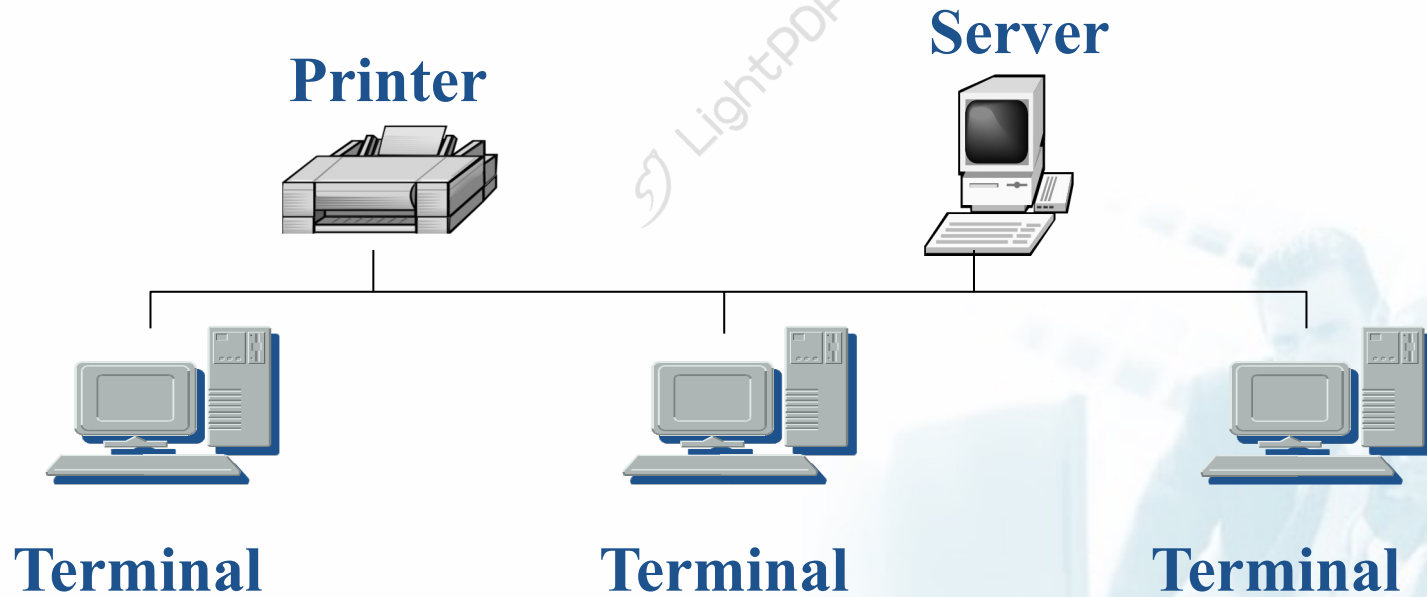 Server
Printer
LightPDF
Terminal
Terminal
Terminal